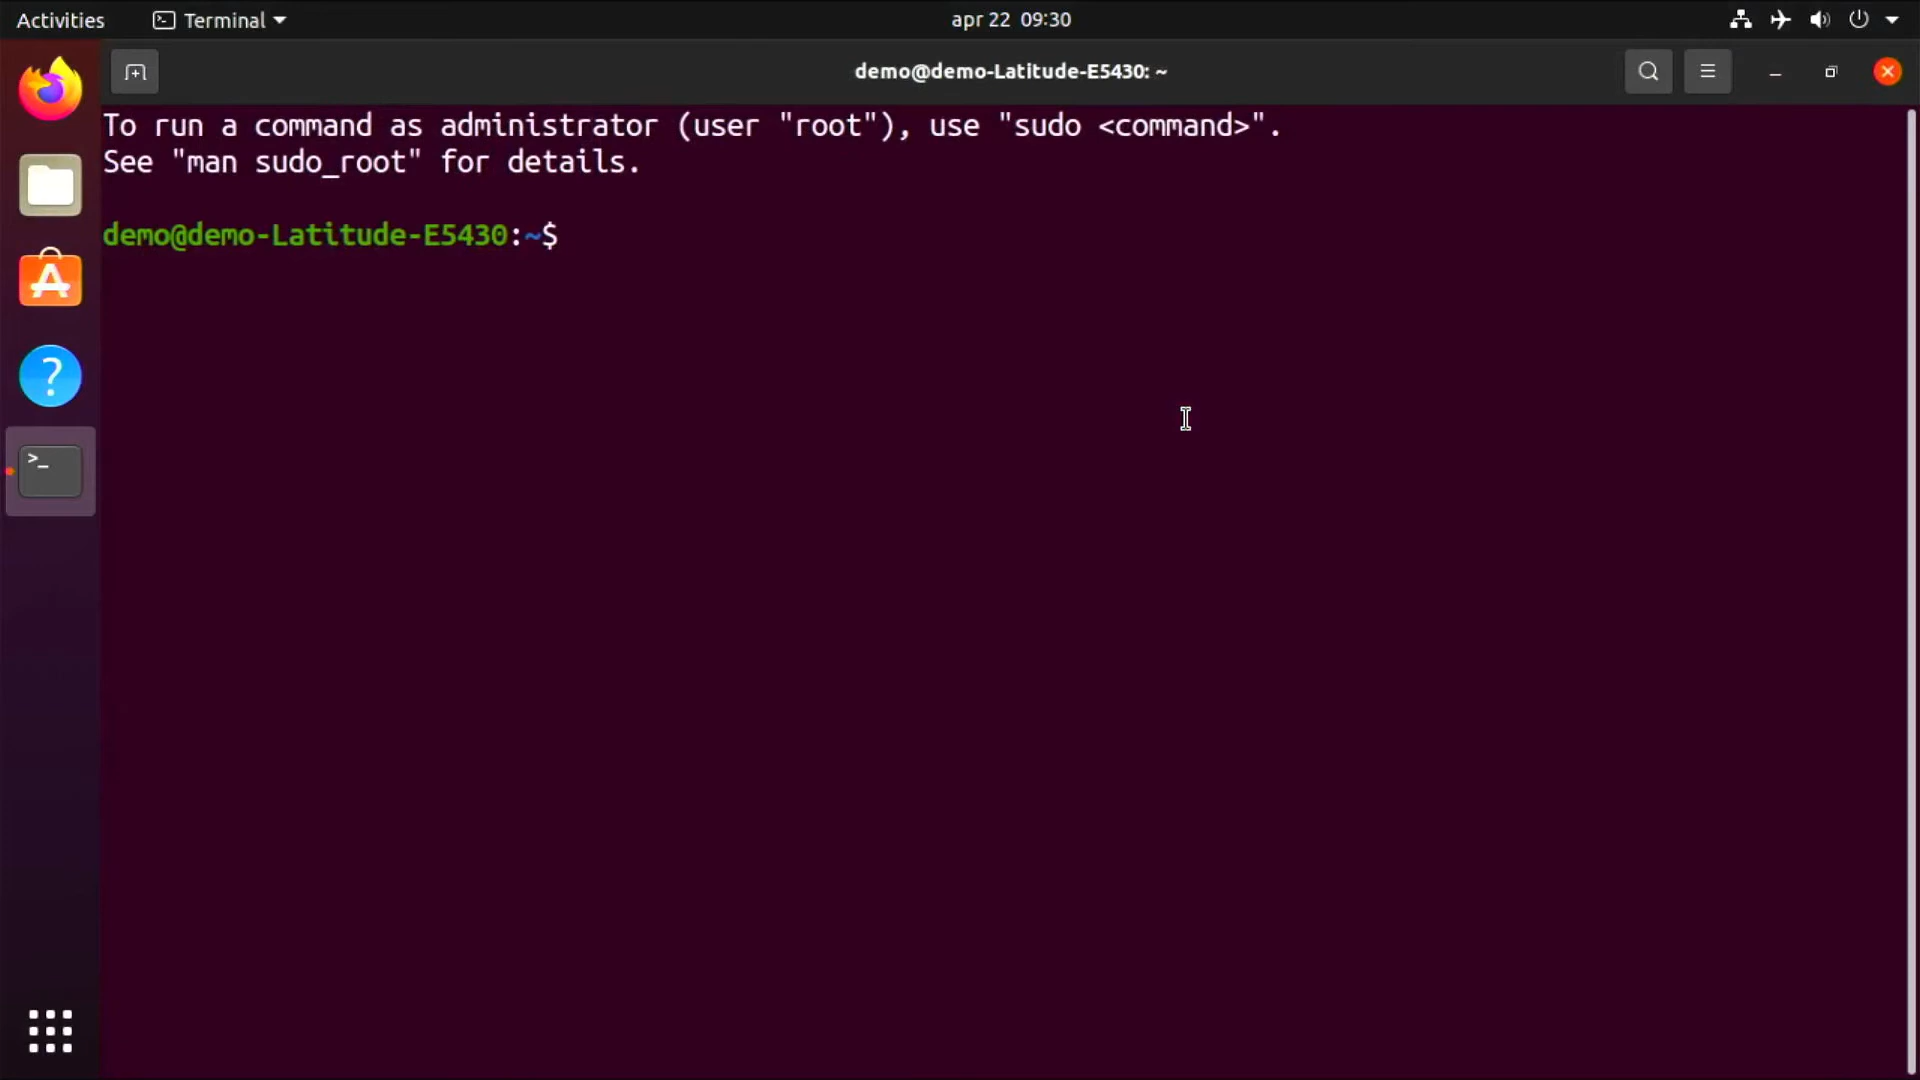 Activities Terminal apr 22 09:30
demo@demo-Latitude-E5430: ~
To run a command as administrator (user "root"), use "sudo <command>".
See "man sudo_root" for details.
demo@demo-Latitude-E5430:~$